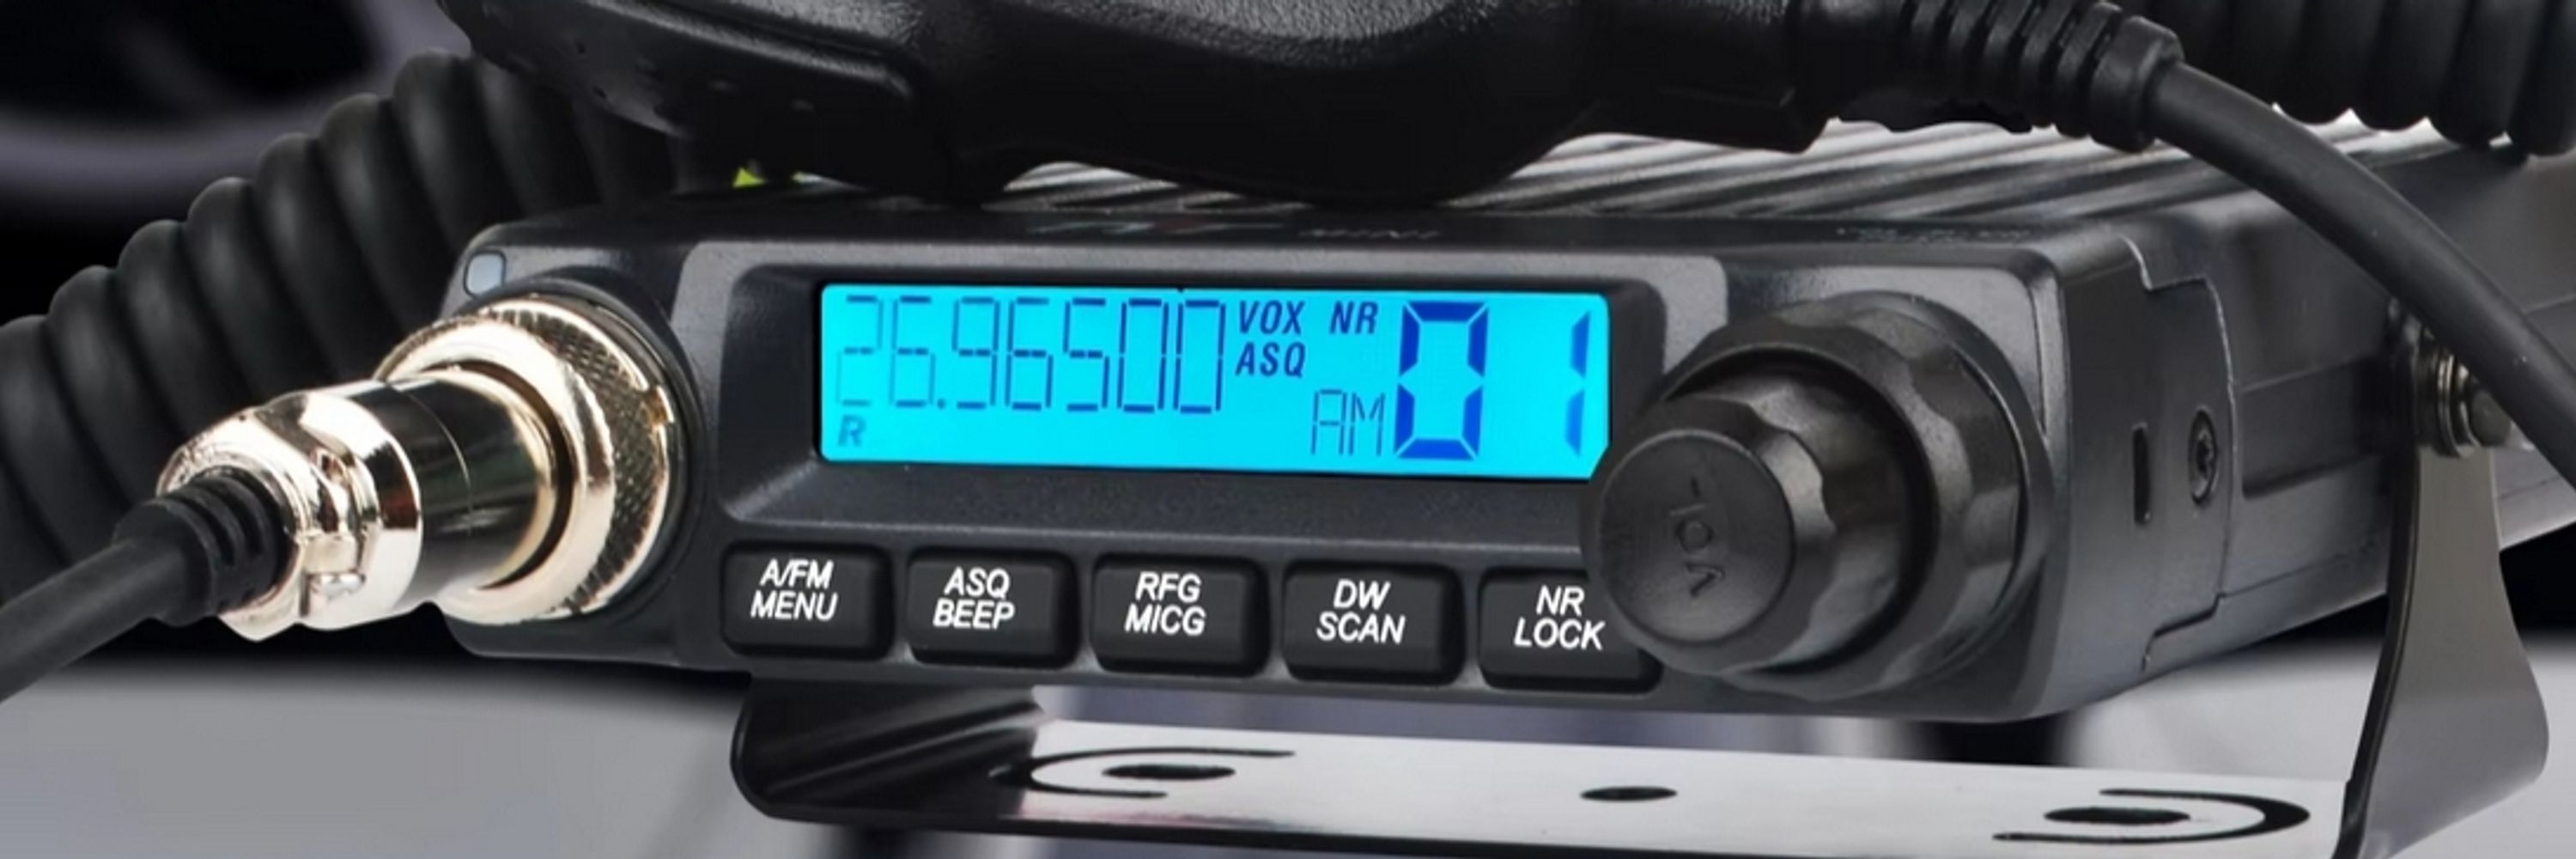 26.96500 VOX NR 01
ASQ
AM
R
A/FM
MENU
ASQ
BEEP
RFG
MICG
DW
SCAN
NR
LOCK
VOL